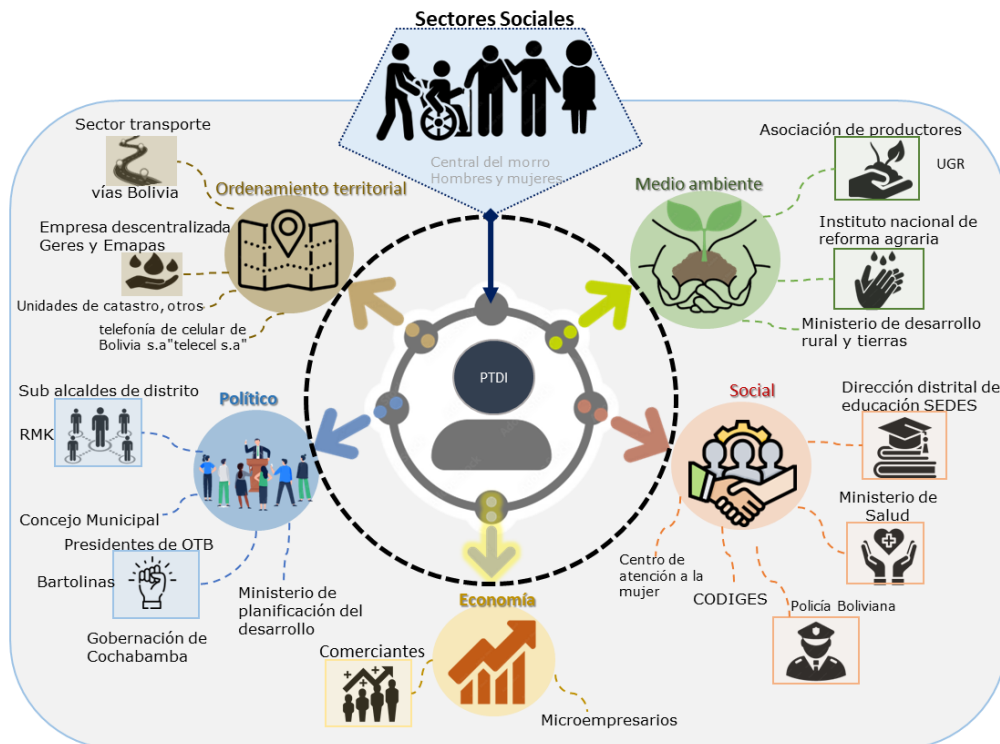 Sectores Sociales
Central del morro
Hombres y mujeres
Sector transporte
vías Bolivia
Ordenamiento territorial
Empresa descentralizada
Geres y Emapas
Unidades de catastro, otros
telefonía de celular de
Bolivia s.a"telecel s.a"
Medio ambiente
Asociación de productores
UGR
Instituto nacional de
reforma agraria
Ministerio de desarrollo
rural y tierras
PTDI
Político
Sub alcaldes de distrito
RMK
Concejo Municipal
Presidentes de OTB
Bartolinas
Gobernación de
Cochabamba
Ministerio de
planificación del
desarrollo
Social
Dirección distrital de
educación SEDES
Ministerio de
Salud
Centro de
atención a la
mujer
CODIGES
Policía Boliviana
Economía
Comerciantes
Microempresarios